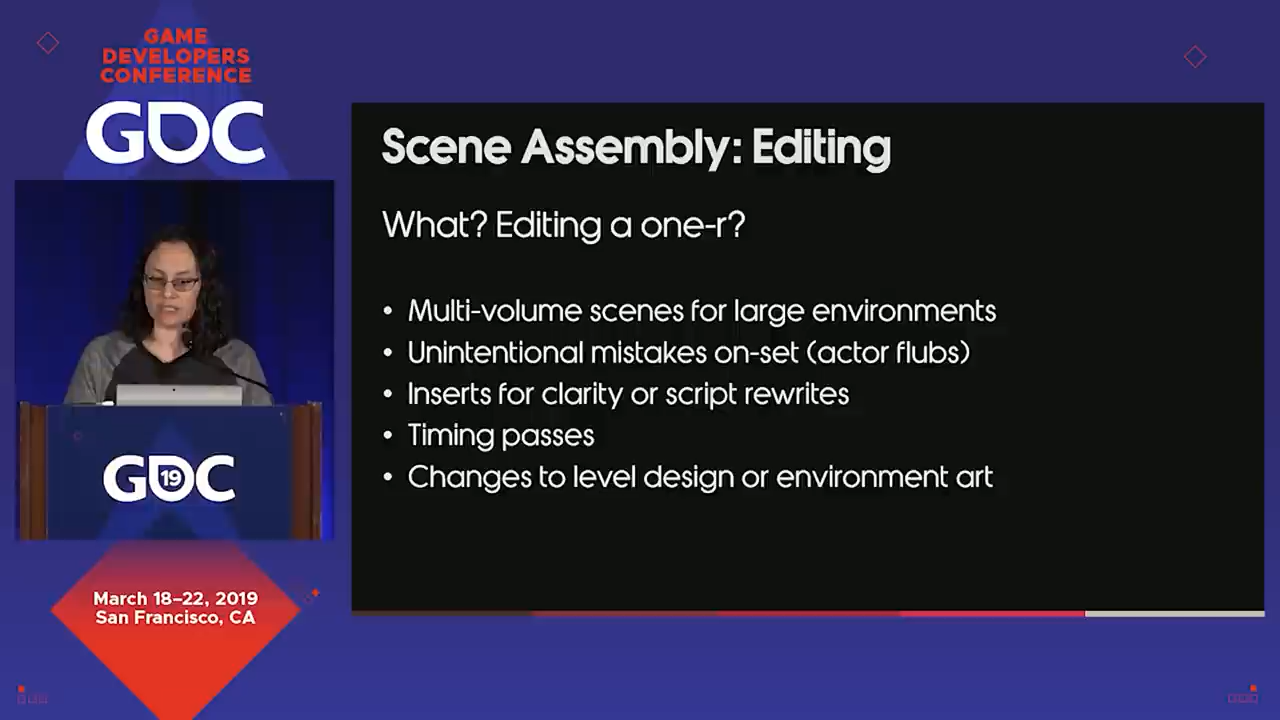 GAME
DEVELOPERS
CONFERENCE
GDC
Scene Assembly: Editing
What? Editing a one-r?
• Multi-volume scenes for large environments
• Unintentional mistakes on-set (actor flubs)
• Inserts for clarity or script rewrites
• Timing passes
• Changes to level design or environment art
GDC
19
March 18–22, 2019
San Francisco, CA